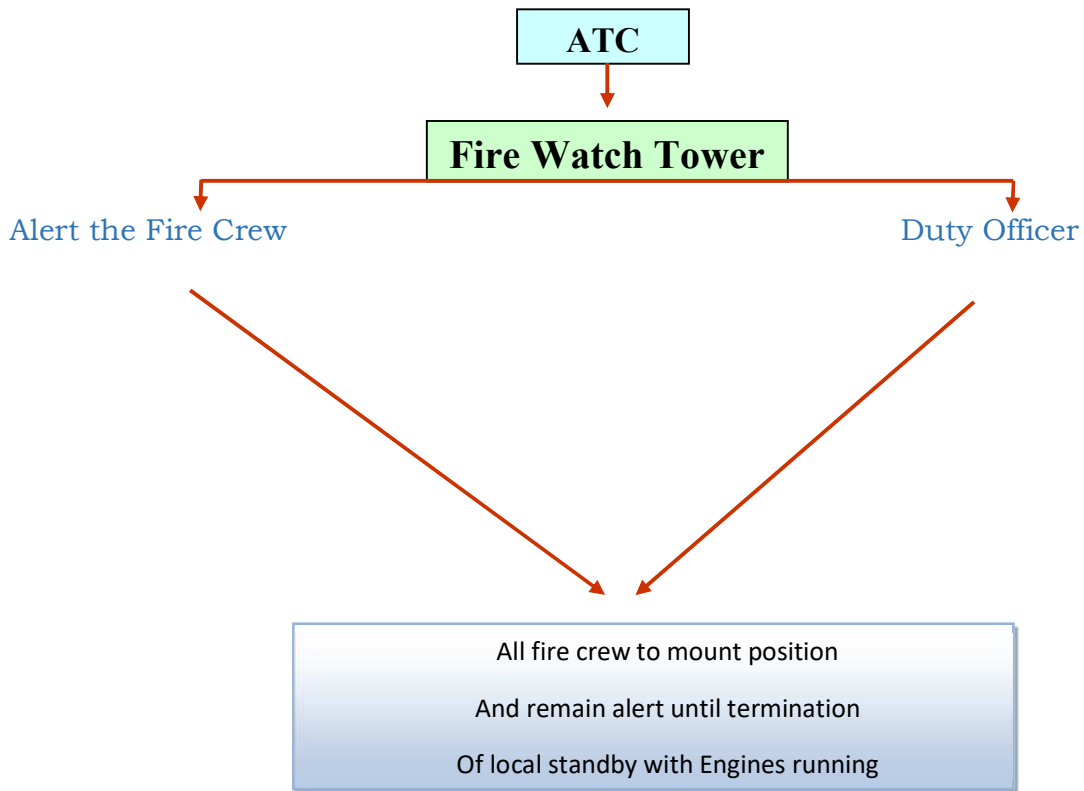 ATC
Fire Watch Tower
Alert the Fire Crew
Duty Officer
All fire crew to mount position
And remain alert until termination
Of local standby with Engines running